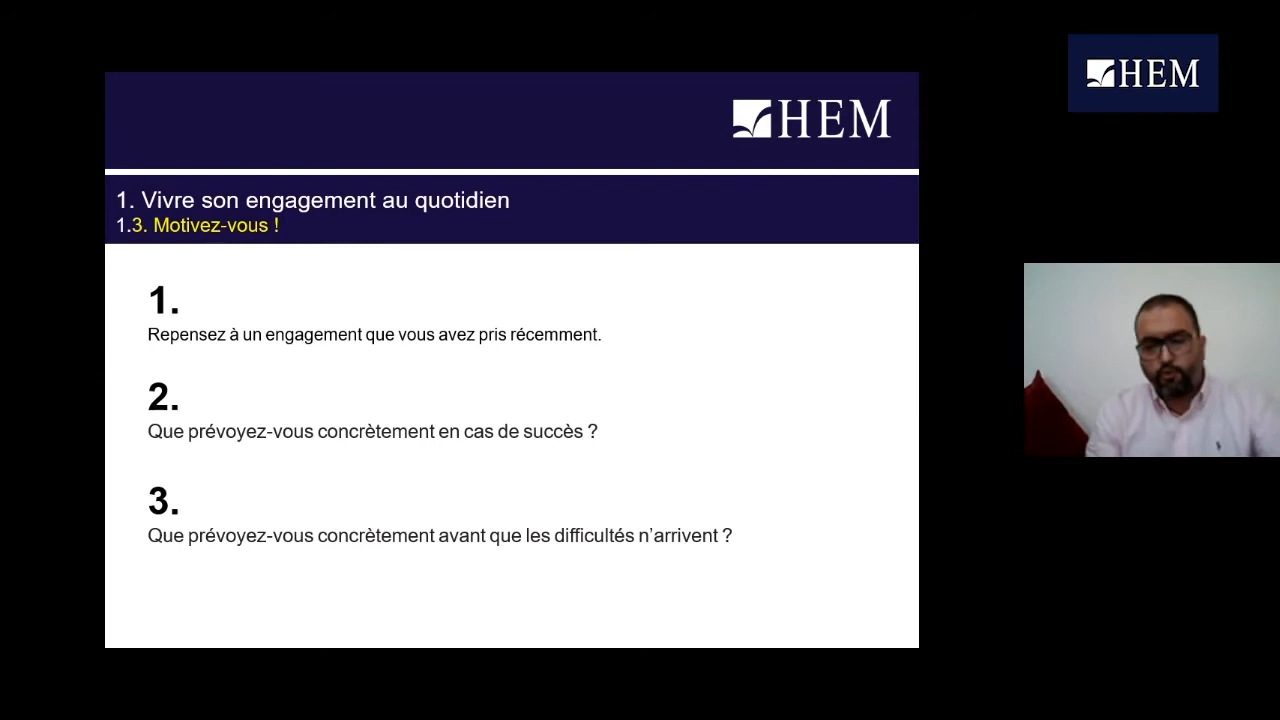 HEM
HEM
1. Vivre son engagement au quotidien
1.3. Motivez-vous !
1.
Repensez à un engagement que vous avez pris récemment.
2.
Que prévoyez-vous concrètement en cas de succès ?
3.
Que prévoyez-vous concrètement avant que les difficultés n’arrivent ?